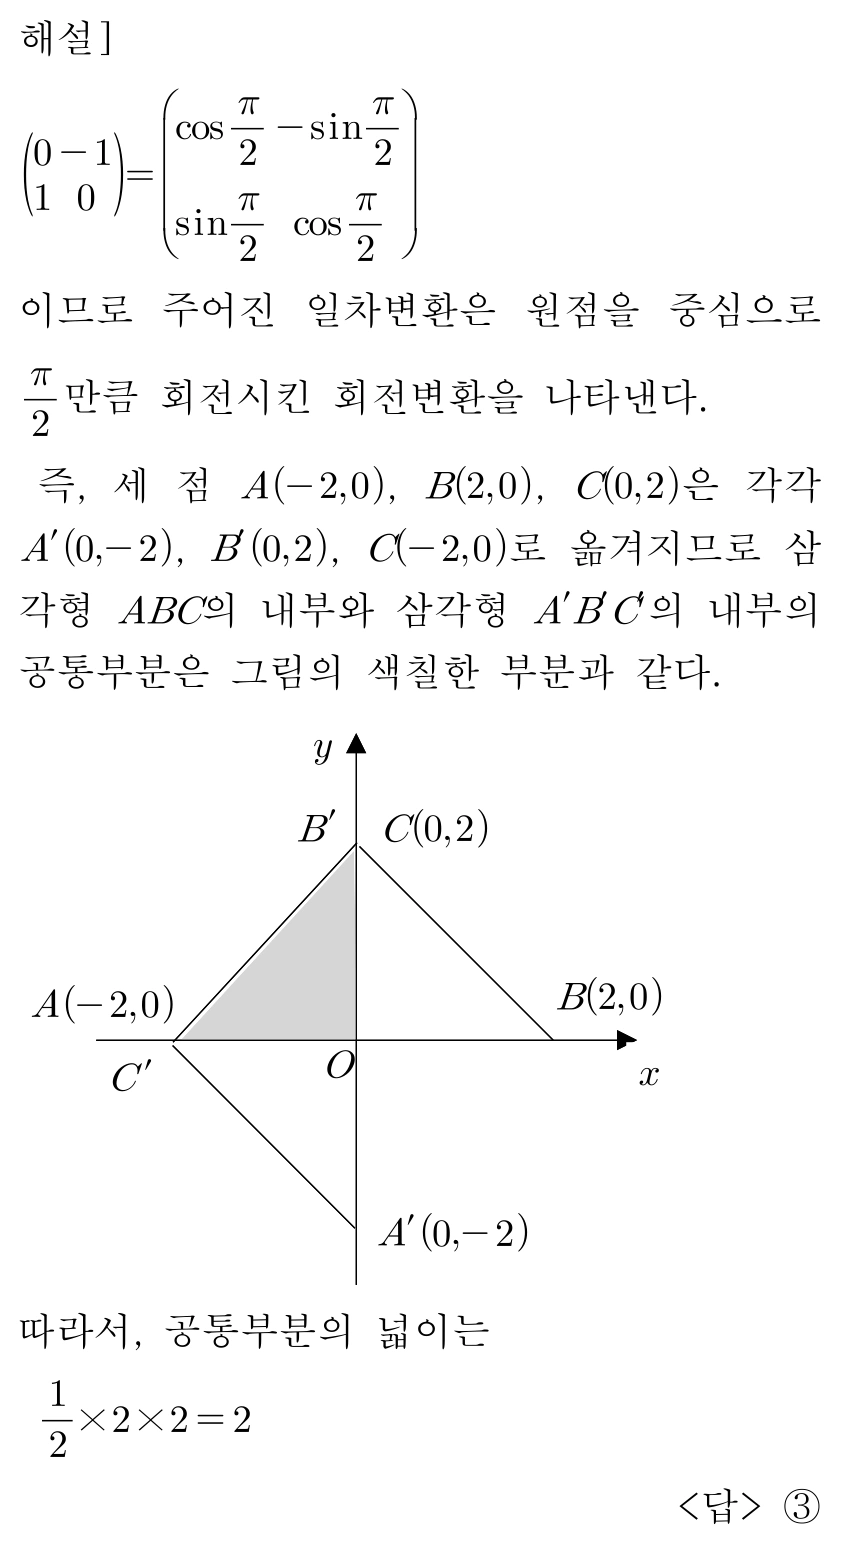 해설]
(0 -1
1 0) = (cos π/2 -sin π/2
sin π/2 cos π/2)
이므로 주어진 일차변환은 원점을 중심으로
π/2 만큼 회전시킨 회전변환을 나타낸다.
즉, 세 점 A(-2,0), B(2,0), C(0,2)은 각각
A′(0,-2), B′(0,2), C(-2,0)로 옮겨지므로 삼
각형 ABC의 내부와 삼각형 A′B′C′의 내부의
공통부분은 그림의 색칠한 부분과 같다.
y
B′ C(0,2)
A(-2,0) B(2,0)
C′ O x
A′(0,-2)
따라서, 공통부분의 넓이는
1/2×2×2=2
<답> ③